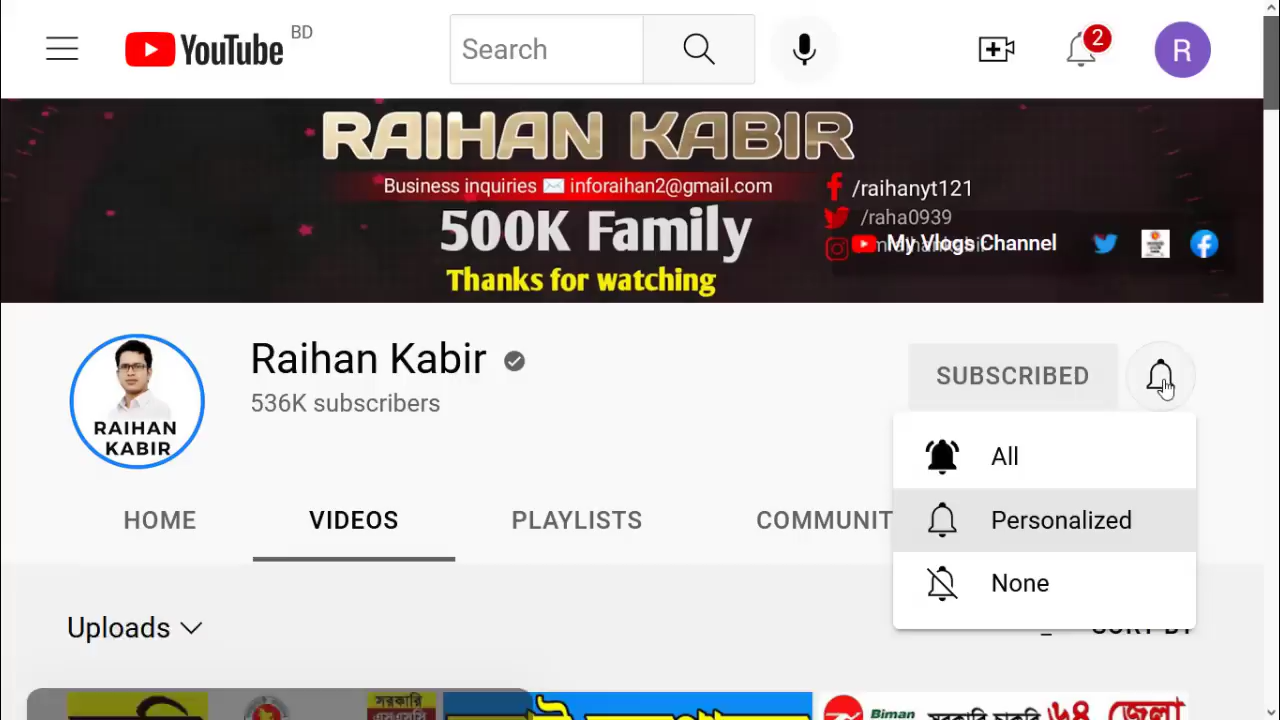 YouTube BD
Search
2
R
RAIHAN KABIR
Business inquiries ✉ inforaihan2@gmail.com
/raihanyt121
500K Family
/raha0939
My Vlogs Channel
Thanks for watching
Raihan Kabir
536K subscribers
RAIHAN
KABIR
SUBSCRIBED
All
Personalized
None
HOME
VIDEOS
PLAYLISTS
COMMUNIT
Uploads
SORT BY
সরকারি
Biman
সরকারি চাকরি ৬৪ জেলা